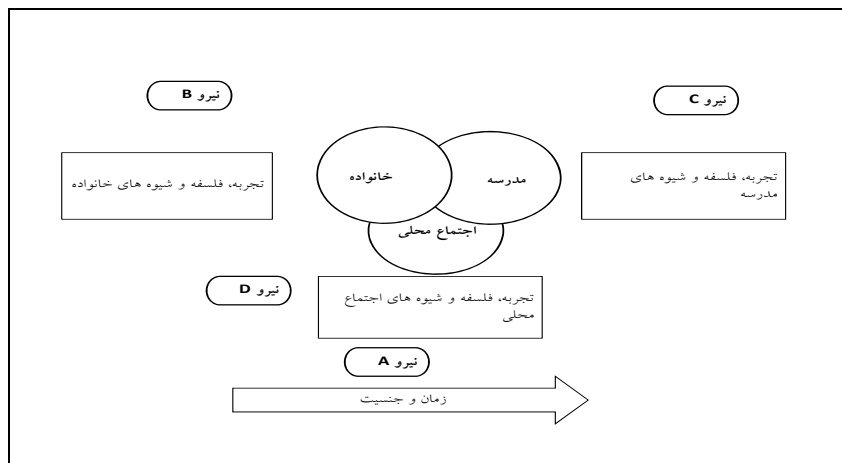 نیرو B
نیرو C
خانواده
مدرسه
تجربه، فلسفه و شیوه های خانواده
تجربه، فلسفه و شیوه های
مدرسه
اجتماع محلی
نیرو D
تجربه، فلسفه و شیوه های اجتماع
محلی
نیرو A
زمان و جنسیت